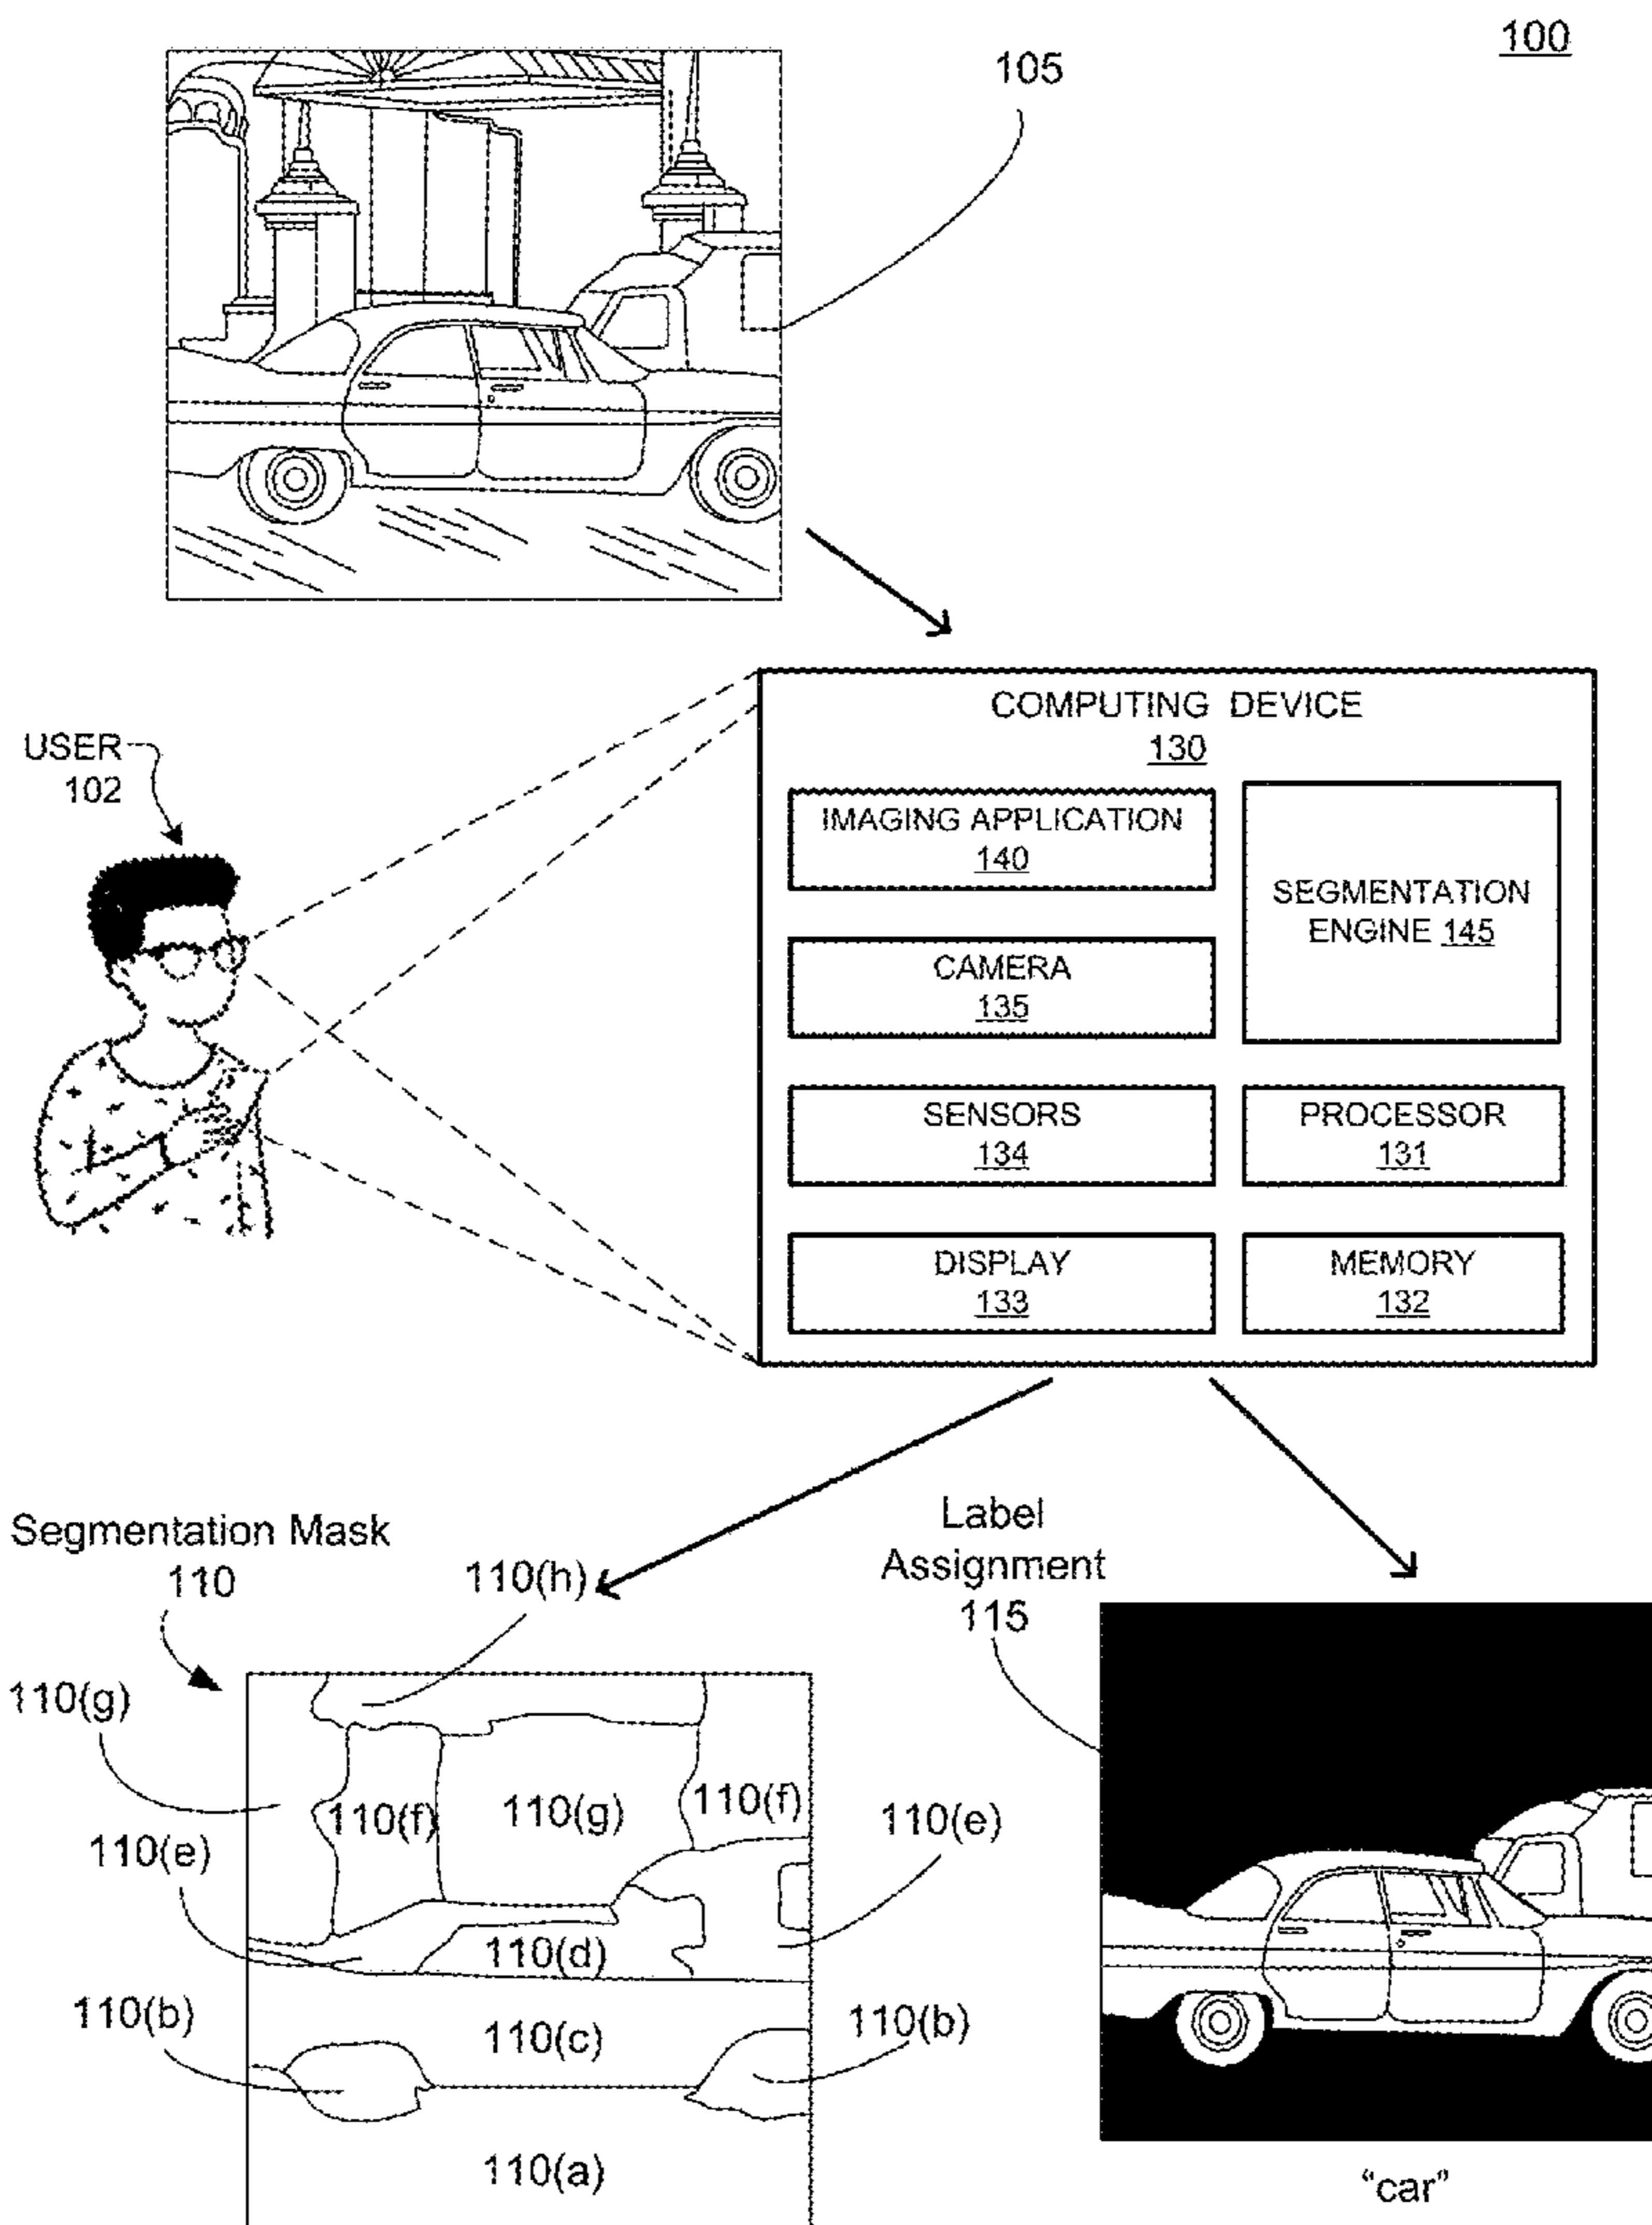 100
105
USER
102
COMPUTING DEVICE
130
IMAGING APPLICATION
140
SEGMENTATION
ENGINE 145
CAMERA
135
SENSORS
134
PROCESSOR
131
DISPLAY
133
MEMORY
132
Segmentation Mask
110
110(h)
Label
Assignment
115
110(g)
110(f)
110(g)
110(f)
110(e)
110(e)
110(d)
110(b)
110(c)
110(b)
110(a)
“car”